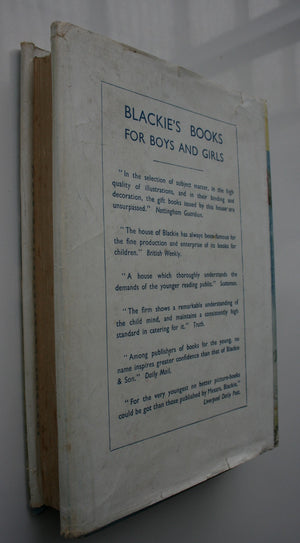 BLACKIE'S BOOKS
FOR BOYS AND GIRLS
"In the selection of subject matter, in the high
quality of illustrations, and in their binding and
decoration, the gift books issued by this house are
unsurpassed." Nottingham Guardian.
"The house of Blackie has always been famous for
the fine production and enterprise of its books for
children." British Weekly.
"A house which thoroughly understands the
demands of the younger reading public." Scotsman.
"The firm shows a remarkable understanding of
the child mind, and maintains a consistently high
standard in catering for it." Truth.
"Among publishers of books for the young, no
name inspires greater confidence than that of Blackie
& Son." Daily Mail.
"For the very youngest no better picture-books
could be got than those published by Messrs. Blackie."
Liverpool Daily Post.